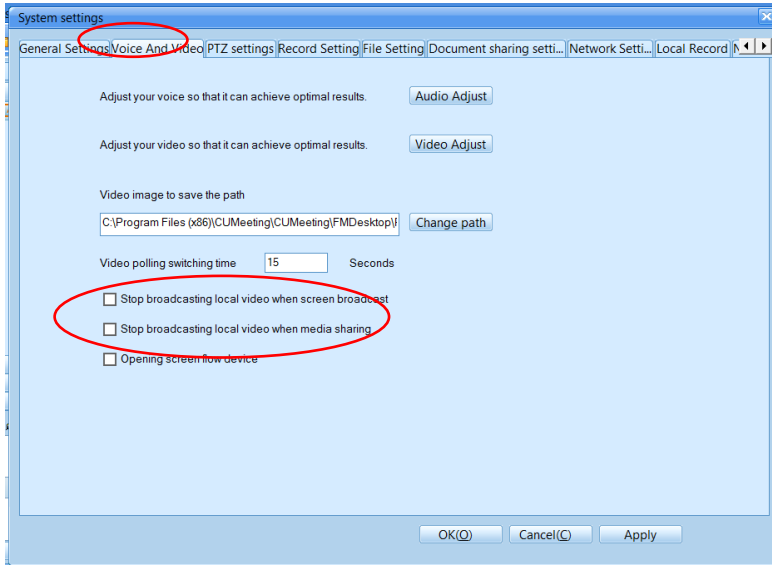 System settings
General Settings Voice And Video PTZ settings Record Setting File Setting Document sharing setti... Network Setti... Local Record
Adjust your voice so that it can achieve optimal results. Audio Adjust
Adjust your video so that it can achieve optimal results. Video Adjust
Video image to save the path
C:\Program Files (x86)\CUMeeting\CUMeeting\FMDesktop\ Change path
Video polling switching time 15 Seconds
Stop broadcasting local video when screen broadcast
Stop broadcasting local video when media sharing
Opening screen flow device
OK(O) Cancel(C) Apply